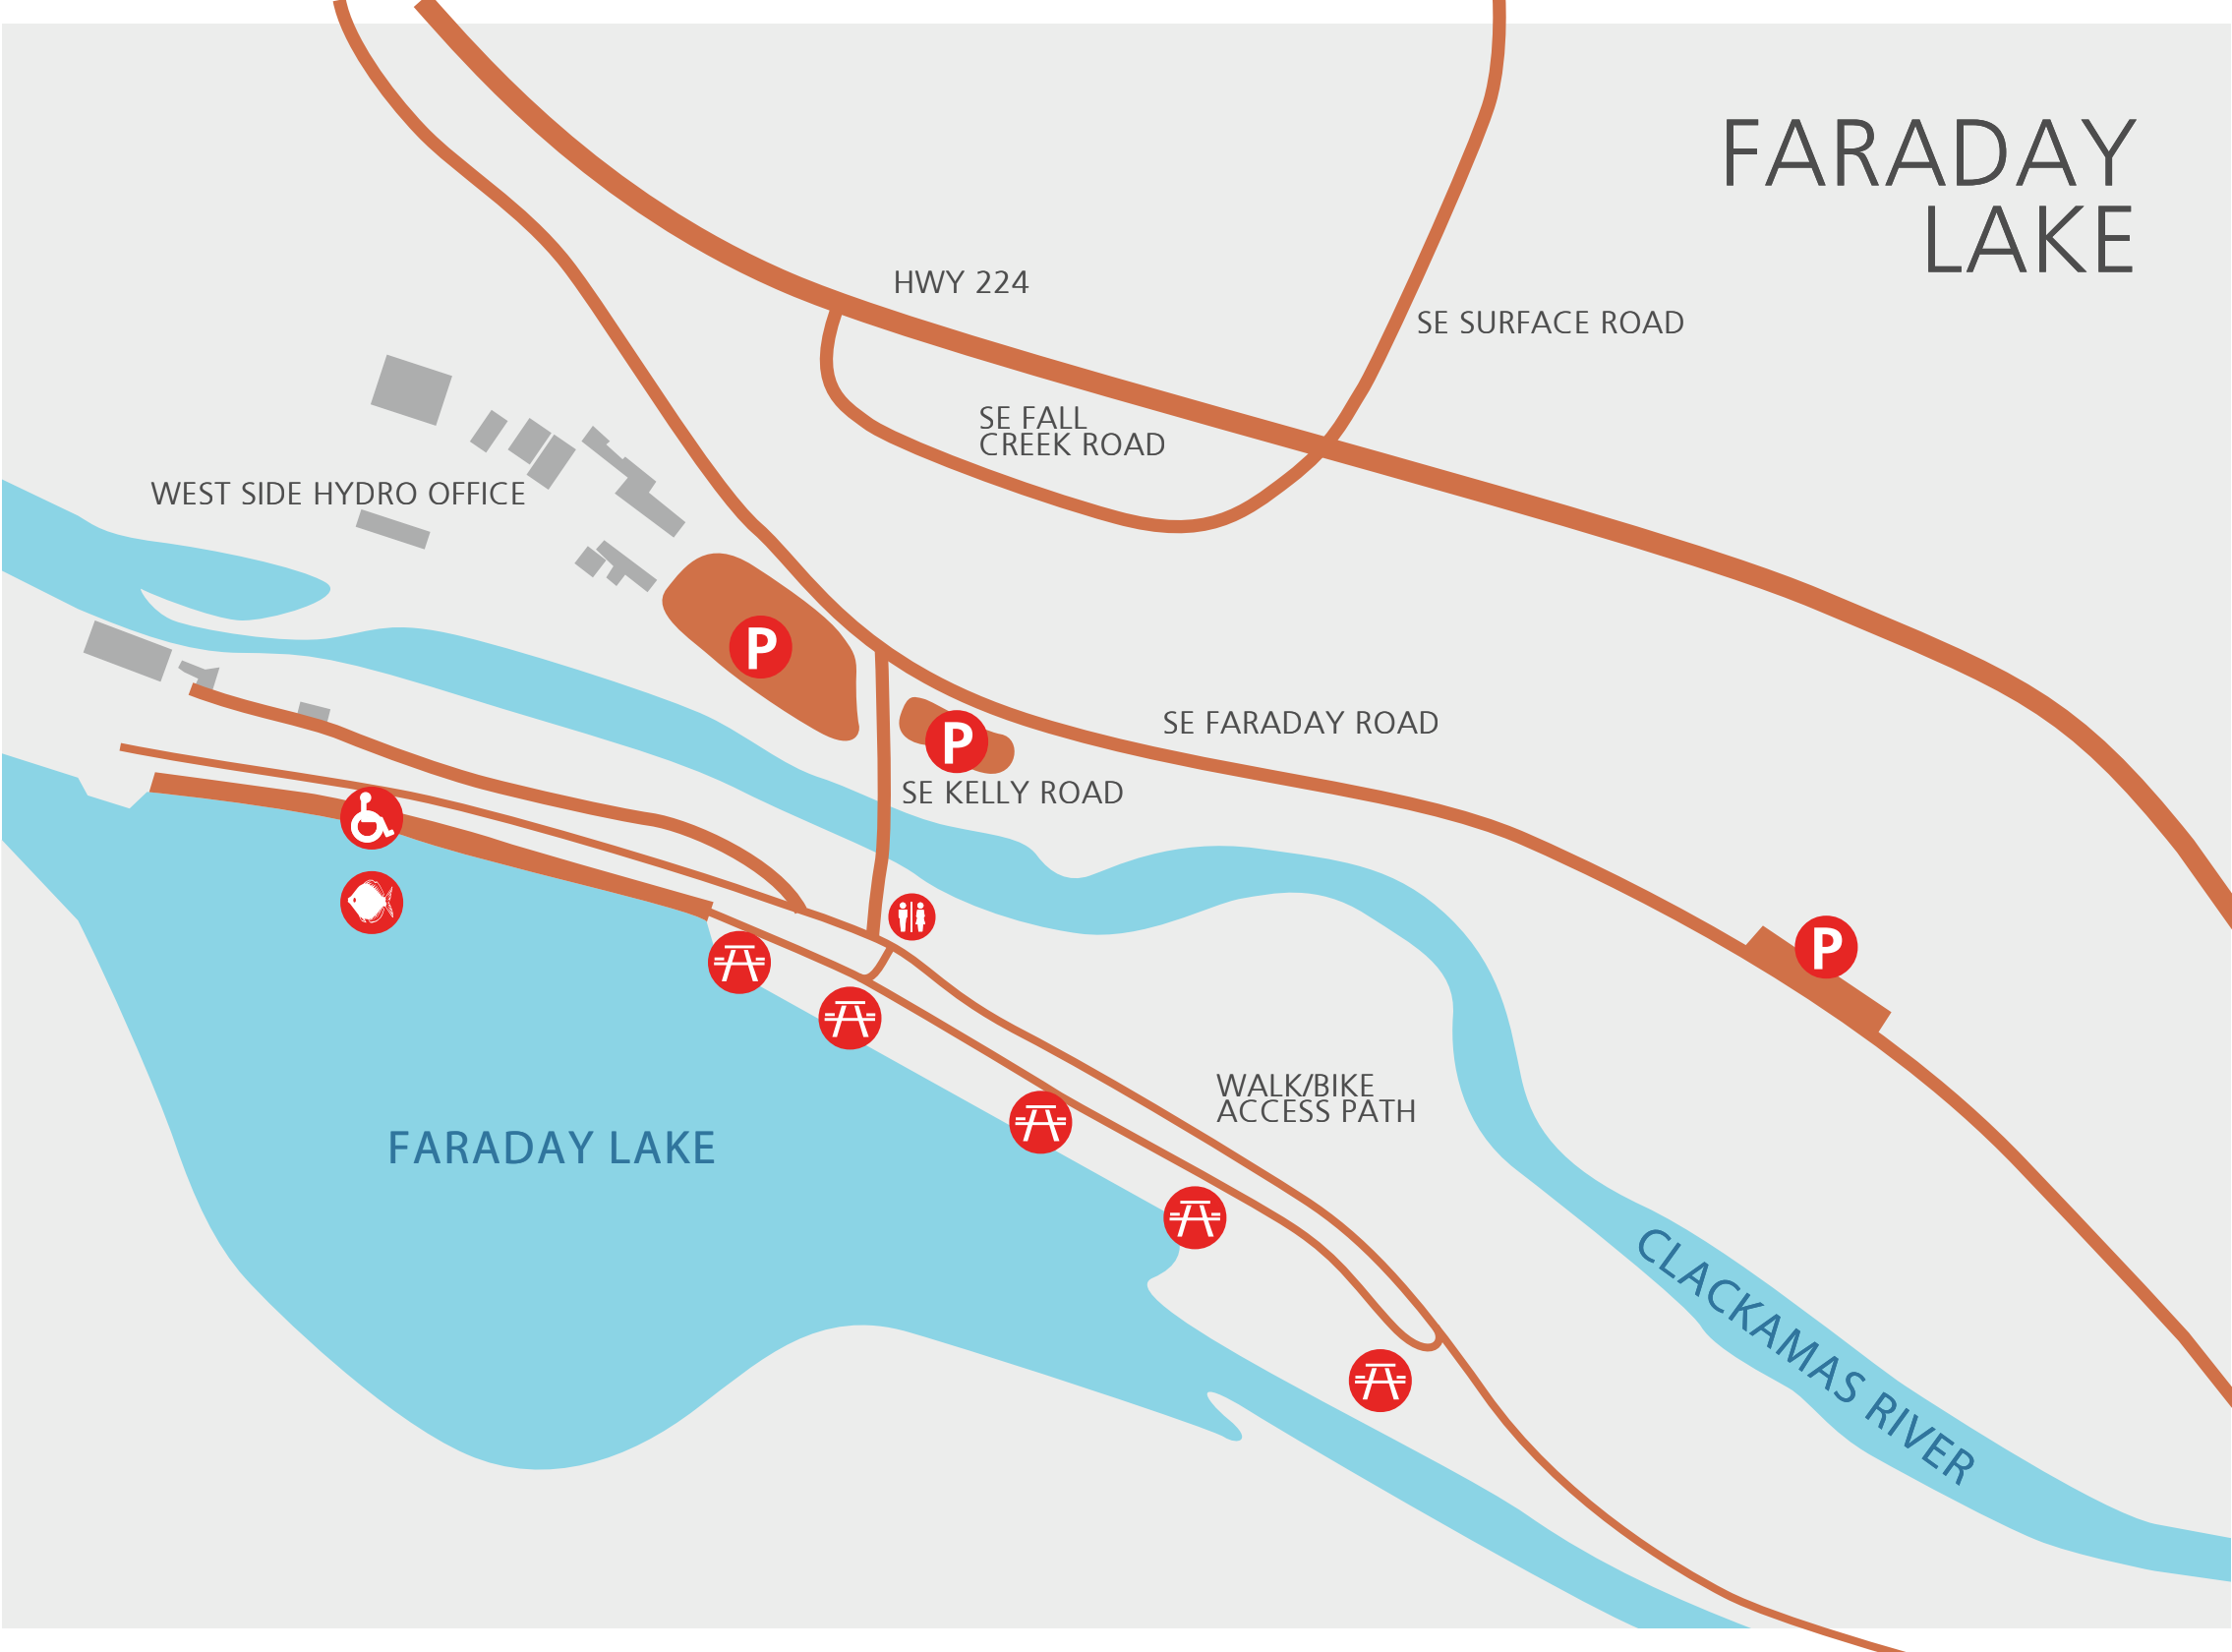 FARADAY
LAKE
HWY 224
SE SURFACE ROAD
SE FALL
CREEK ROAD
WEST SIDE HYDRO OFFICE
P
P
SE FARADAY ROAD
SE KELLY ROAD
P
WALK/BIKE
ACCESS PATH
FARADAY LAKE
CLACKAMAS RIVER